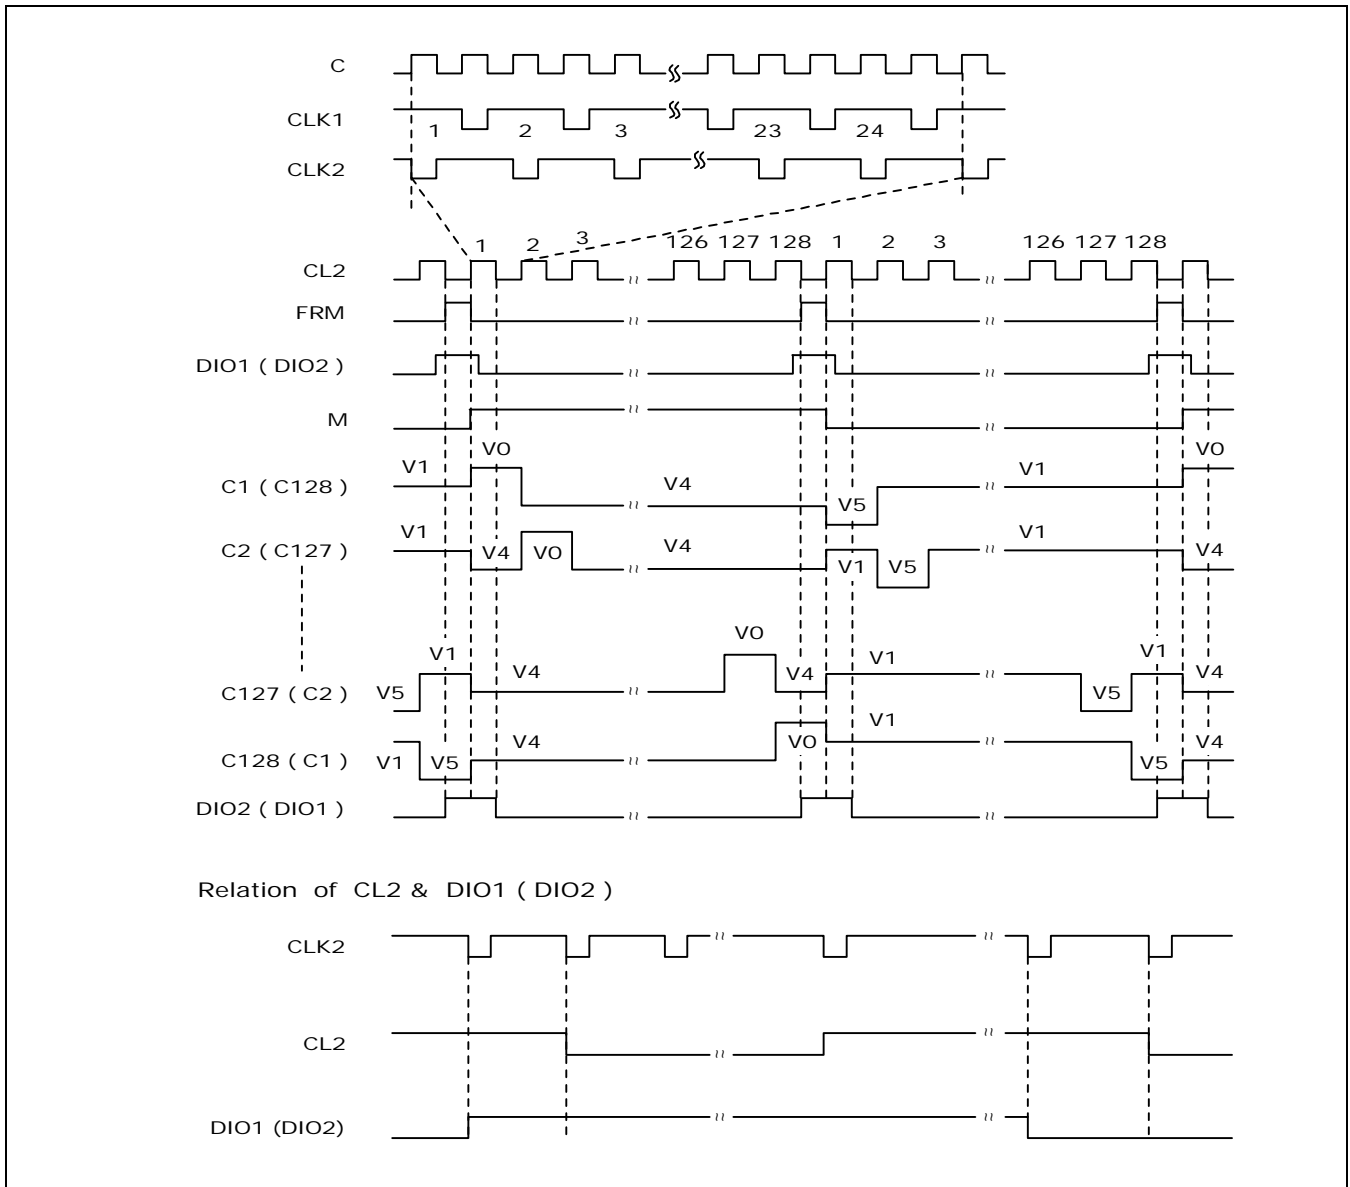 C
CLK1
1 2 3 23 24
CLK2
1 2 3 126 127 128 1 2 3 126 127 128
CL2
FRM
DIO1 ( DIO2 )
M
V0 V0
V1 V4 V1
C1 ( C128 ) V5
V1 V4 V1
C2 ( C127 ) V4 V0 V1 V5 V4
V0
V1 V4 V4 V1 V1 V4
C127 ( C2 ) V5 V5
V4 V0 V1 V4
C128 ( C1 ) V1 V5 V5
DIO2 ( DIO1 )
Relation of CL2 & DIO1 ( DIO2 )
CLK2
CL2
DIO1 (DIO2)